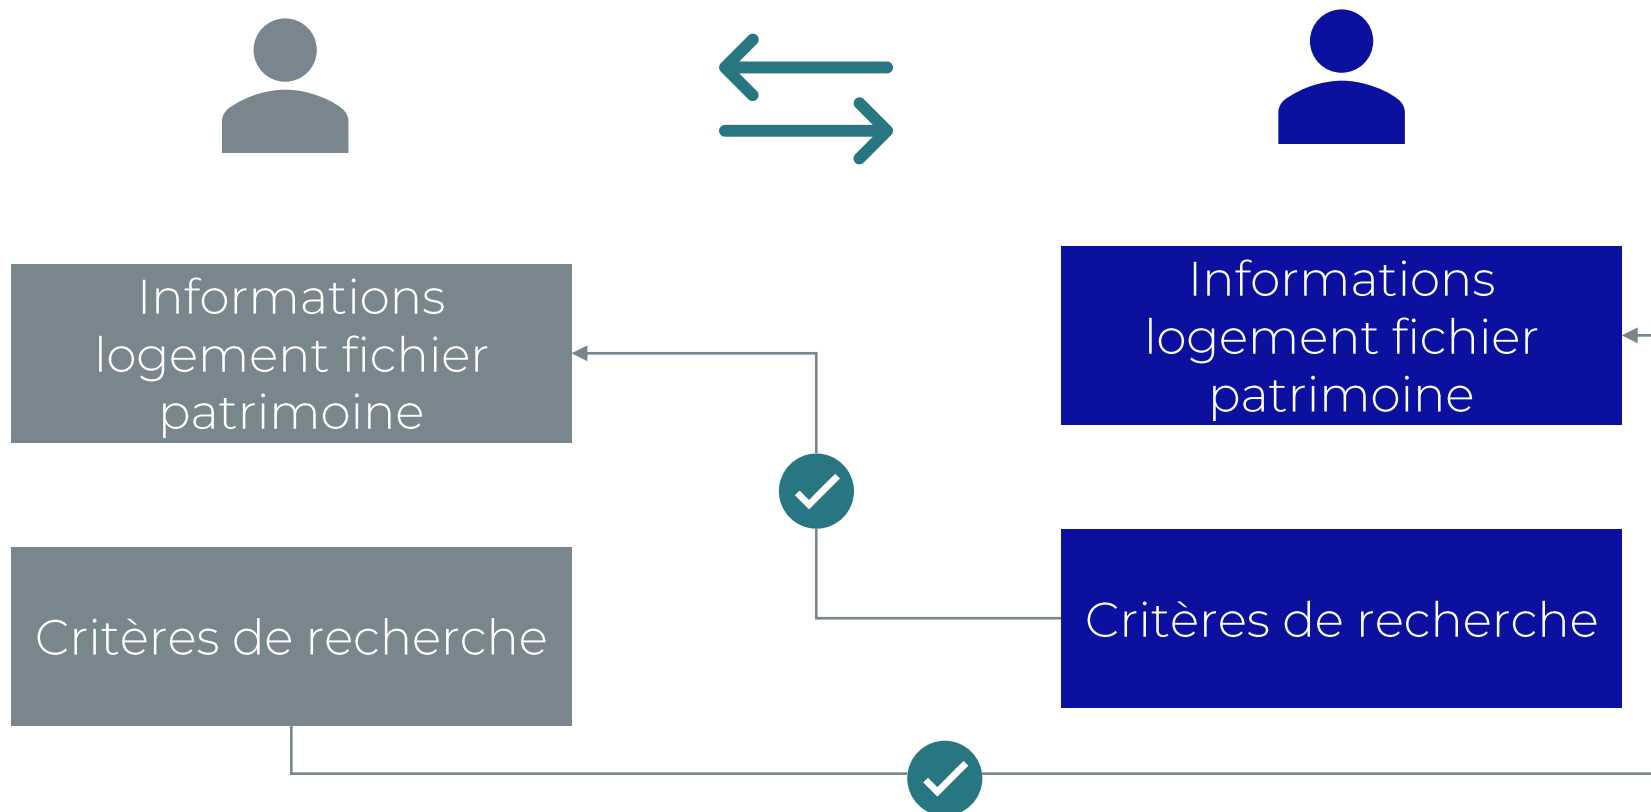 Informations
logement fichier
patrimoine
Informations
logement fichier
patrimoine
Critères de recherche
Critères de recherche